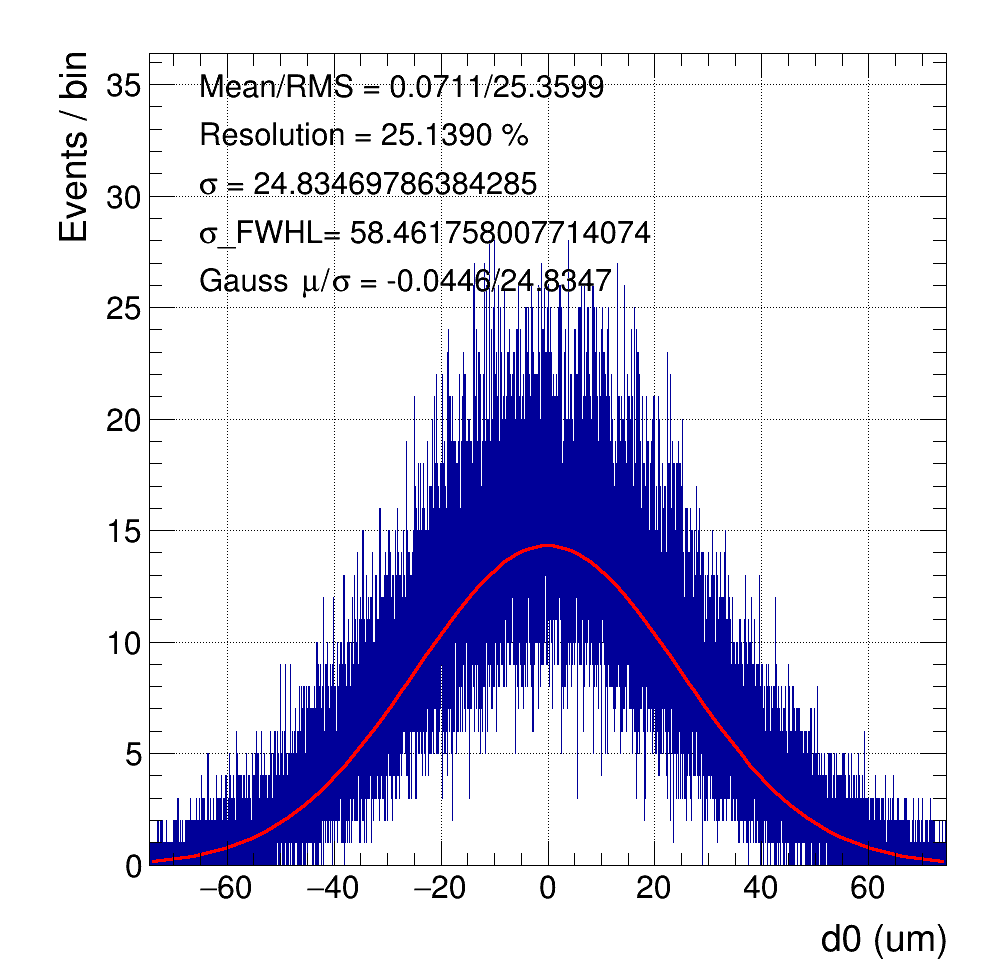 Events / bin
Mean/RMS = 0.0711/25.3599
Resolution = 25.1390 %
σ = 24.83469786384285
σ_FWHL= 58.461758007714074
Gauss μ/σ = -0.0446/24.8347
35
30
25
20
15
10
5
0
−60 −40 −20 0 20 40 60
d0 (um)